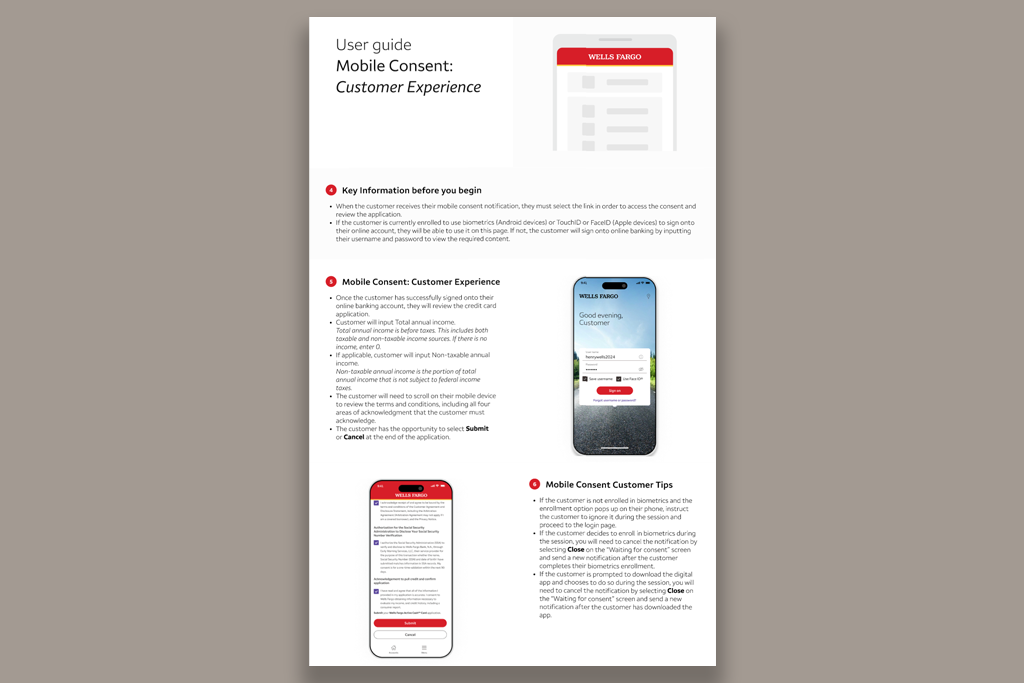 User guide
Mobile Consent:
Customer Experience
WELLS FARGO
4 Key Information before you begin
• When the customer receives their mobile consent notification, they must select the link in order to access the consent and
review the application.
• If the customer is currently enrolled to use biometrics (Android devices) or TouchID or FaceID (Apple devices) to sign onto
their online account, they will be able to use it on this page. If not, the customer will sign onto online banking by inputting
their username and password to view the required content.
5 Mobile Consent: Customer Experience
• Once the customer has successfully signed onto their
online banking account, they will review the credit card
application.
• Customer will input Total annual income.
Total annual income is before taxes. This includes both
taxable and non-taxable income sources. If there is no
income, enter 0.
• If applicable, customer will input Non-taxable annual
income.
Non-taxable annual income is the portion of total
annual income that is not subject to federal income
taxes.
• The customer will need to scroll on their mobile device
to review the terms and conditions, including all four
areas of acknowledgment that the customer must
acknowledge.
• The customer has the opportunity to select Submit
or Cancel at the end of the application.
WELLS FARGO
Good evening,
Customer
henrywells2024
Save username
Sign on
Forgot username or password?
WELLS FARGO
Authorization for the Social Security
Administration to Disclose Your Social Security
Number Verification
Acknowledgement to pull credit and confirm
application
Submit
Cancel
6 Mobile Consent Customer Tips
• If the customer is not enrolled in biometrics and the
enrollment option pops up on their phone, instruct
the customer to ignore it during the session and
proceed to the login page.
• If the customer decides to enroll in biometrics during
the session, you will need to cancel the notification by
selecting Close on the "Waiting for consent" screen
and send a new notification after the customer
completes their biometrics enrollment.
• If the customer is prompted to download the digital
app and chooses to do so during the session, you will
need to cancel the notification by selecting Close on
the "Waiting for consent" screen and send a new
notification after the customer has downloaded the
app.